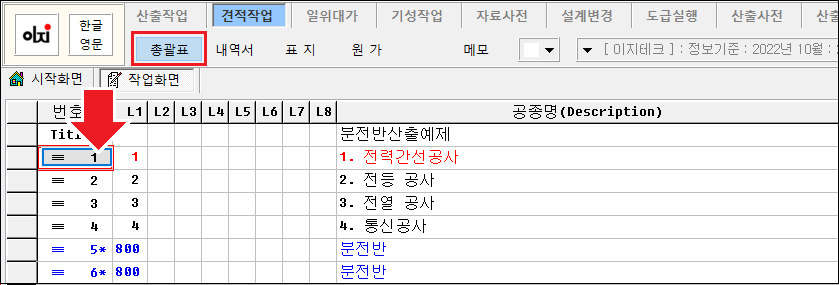 산출작업 견적작업 일위대가 기성작업 자료사전 설계변경 도급실행 산출사전 산출
이지 한글 영문
총괄표 내역서 표 지 원 가 메모 [ 이지테크 ] : 정보기준 : 2022년 10월 :
시작화면 작업화면
번호 L1 L2 L3 L4 L5 L6 L7 L8 공종명(Description)
Titl 분전반산출예제
1 1 1. 전력간선공사
2 2 2. 전등 공사
3 3 3. 전열 공사
4 4 4. 통신공사
5* 800 분전반
6* 800 분전반